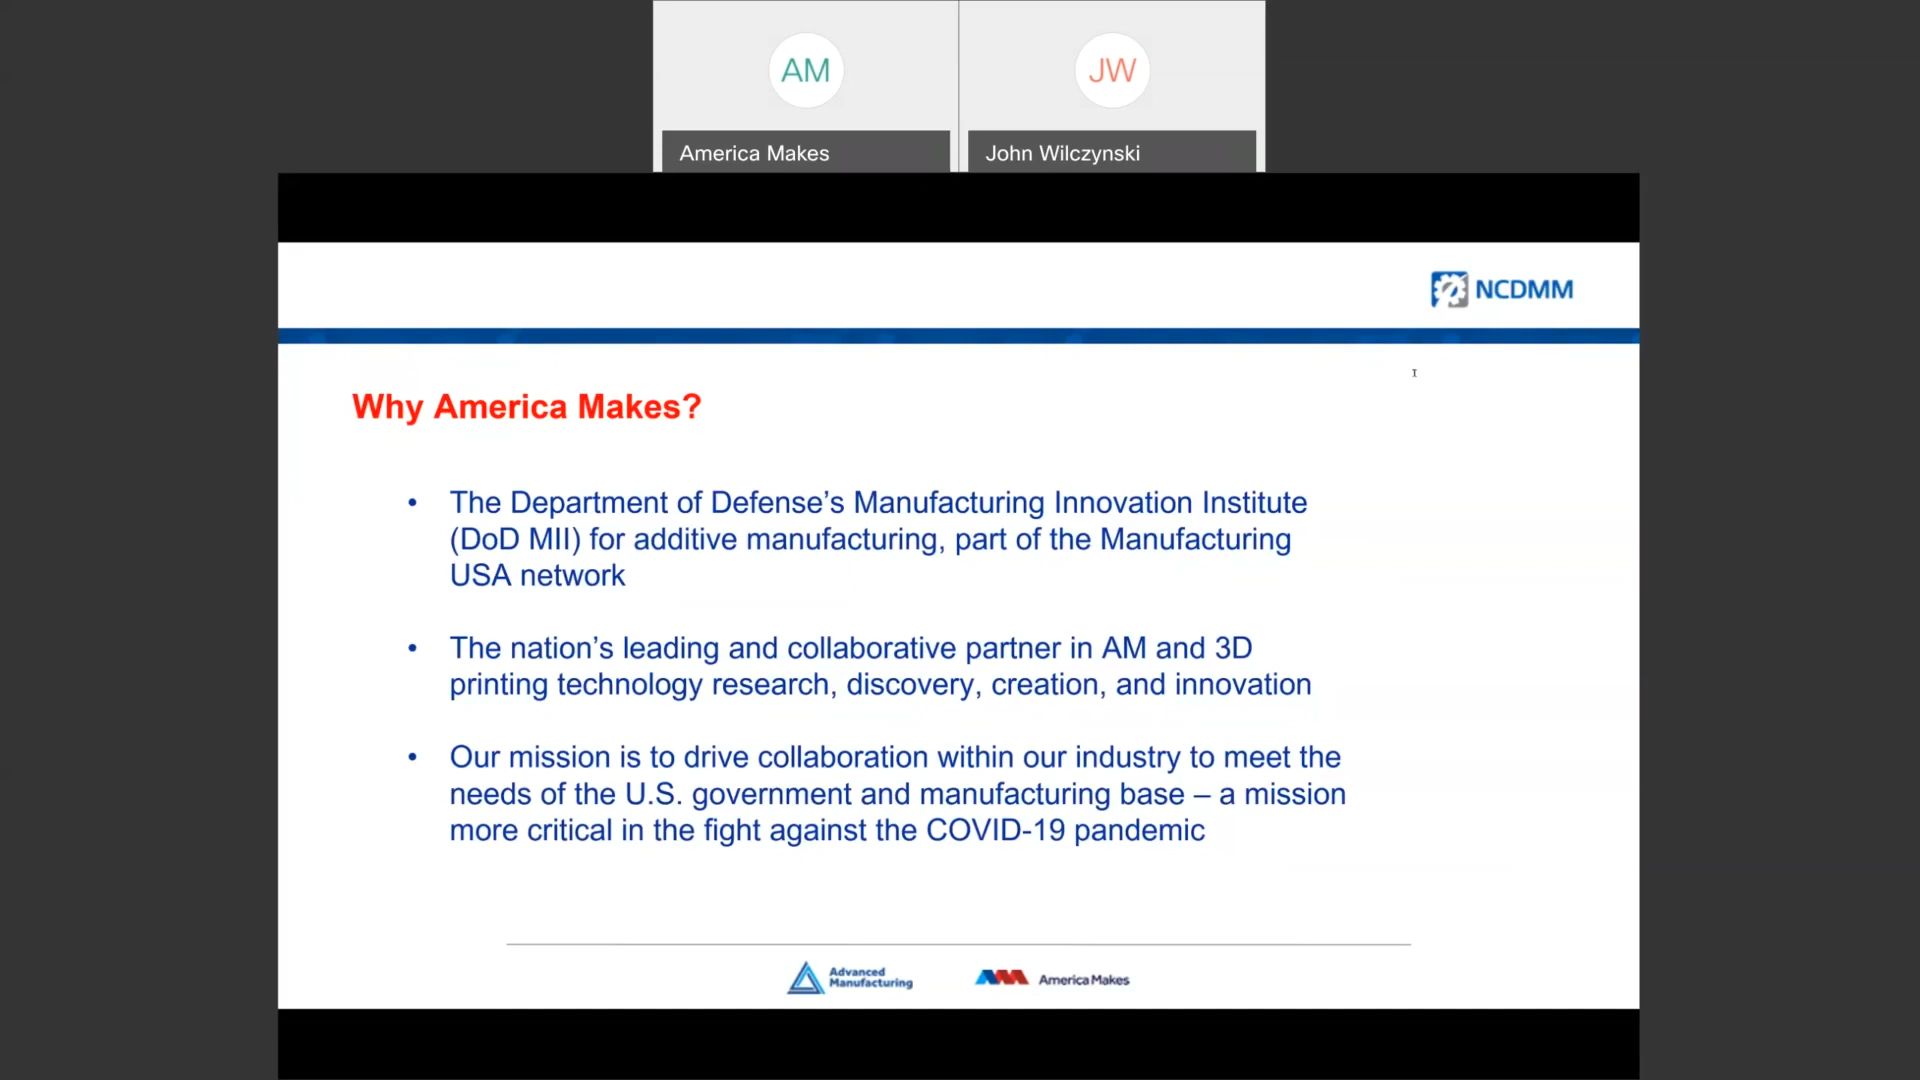 AM
JW
America Makes
John Wilczynski
NCDMM
Why America Makes?
• The Department of Defense’s Manufacturing Innovation Institute
(DoD MII) for additive manufacturing, part of the Manufacturing
USA network
• The nation’s leading and collaborative partner in AM and 3D
printing technology research, discovery, creation, and innovation
• Our mission is to drive collaboration within our industry to meet the
needs of the U.S. government and manufacturing base – a mission
more critical in the fight against the COVID-19 pandemic
Advanced
Manufacturing
America Makes